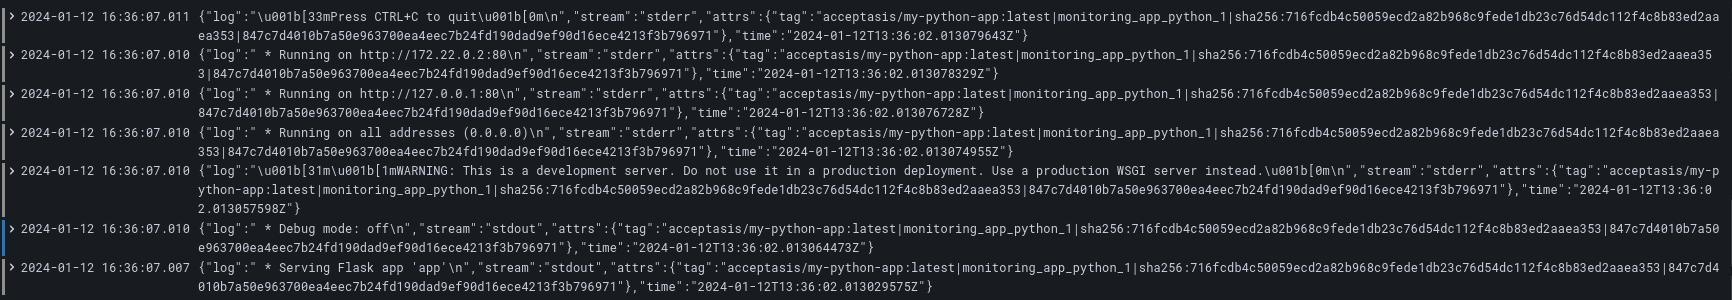 2024-01-12 16:36:07.011 {"log":"\u001b[33mPress CTRL+C to quit\u001b[0m\n","stream":"stderr","attrs":{"tag":"acceptasis/my-python-app:latest|monitoring_app_python_1|sha256:716fcdb4c50059ecd2a82b968c9fede1db23c76d54dc112f4c8b83ed2aa
ea353|847c7d4010b7a50e963700ea4eec7b24fd190dad9ef90d16ece4213f3b796971"},"time":"2024-01-12T13:36:02.013079643Z"}
2024-01-12 16:36:07.010 {"log":" * Running on http://172.22.0.2:80\n","stream":"stderr","attrs":{"tag":"acceptasis/my-python-app:latest|monitoring_app_python_1|sha256:716fcdb4c50059ecd2a82b968c9fede1db23c76d54dc112f4c8b83ed2aaea35
3|847c7d4010b7a50e963700ea4eec7b24fd190dad9ef90d16ece4213f3b796971"},"time":"2024-01-12T13:36:02.013078329Z"}
2024-01-12 16:36:07.010 {"log":" * Running on http://127.0.0.1:80\n","stream":"stderr","attrs":{"tag":"acceptasis/my-python-app:latest|monitoring_app_python_1|sha256:716fcdb4c50059ecd2a82b968c9fede1db23c76d54dc112f4c8b83ed2aaea353|
847c7d4010b7a50e963700ea4eec7b24fd190dad9ef90d16ece4213f3b796971"},"time":"2024-01-12T13:36:02.013076728Z"}
2024-01-12 16:36:07.010 {"log":" * Running on all addresses (0.0.0.0)\n","stream":"stderr","attrs":{"tag":"acceptasis/my-python-app:latest|monitoring_app_python_1|sha256:716fcdb4c50059ecd2a82b968c9fede1db23c76d54dc112f4c8b83ed2aaea
353|847c7d4010b7a50e963700ea4eec7b24fd190dad9ef90d16ece4213f3b796971"},"time":"2024-01-12T13:36:02.013074955Z"}
2024-01-12 16:36:07.010 {"log":"\u001b[31m\u001b[1mWARNING: This is a development server. Do not use it in a production deployment. Use a production WSGI server instead.\u001b[0m\n","stream":"stderr","attrs":{"tag":"acceptasis/my-p
ython-app:latest|monitoring_app_python_1|sha256:716fcdb4c50059ecd2a82b968c9fede1db23c76d54dc112f4c8b83ed2aaea353|847c7d4010b7a50e963700ea4eec7b24fd190dad9ef90d16ece4213f3b796971"},"time":"2024-01-12T13:36:0
2.013057598Z"}
2024-01-12 16:36:07.010 {"log":" * Debug mode: off\n","stream":"stdout","attrs":{"tag":"acceptasis/my-python-app:latest|monitoring_app_python_1|sha256:716fcdb4c50059ecd2a82b968c9fede1db23c76d54dc112f4c8b83ed2aaea353|847c7d4010b7a50
e963700ea4eec7b24fd190dad9ef90d16ece4213f3b796971"},"time":"2024-01-12T13:36:02.013064473Z"}
2024-01-12 16:36:07.007 {"log":" * Serving Flask app 'app'\n","stream":"stdout","attrs":{"tag":"acceptasis/my-python-app:latest|monitoring_app_python_1|sha256:716fcdb4c50059ecd2a82b968c9fede1db23c76d54dc112f4c8b83ed2aaea353|847c7d4
010b7a50e963700ea4eec7b24fd190dad9ef90d16ece4213f3b796971"},"time":"2024-01-12T13:36:02.013029575Z"}